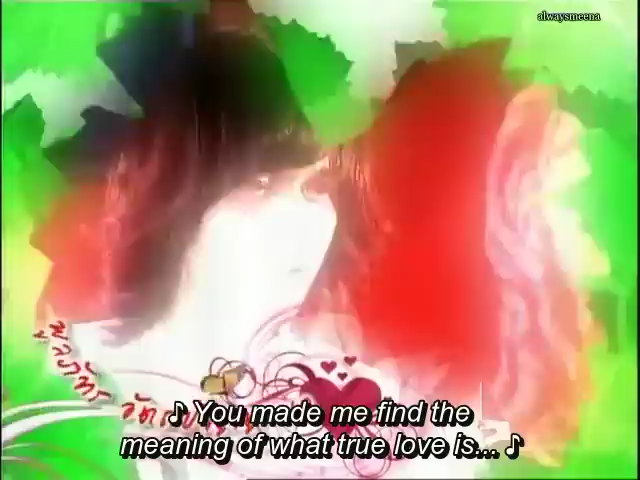 alwaysmeena
♪ You made me find the
meaning of what true love is... ♪